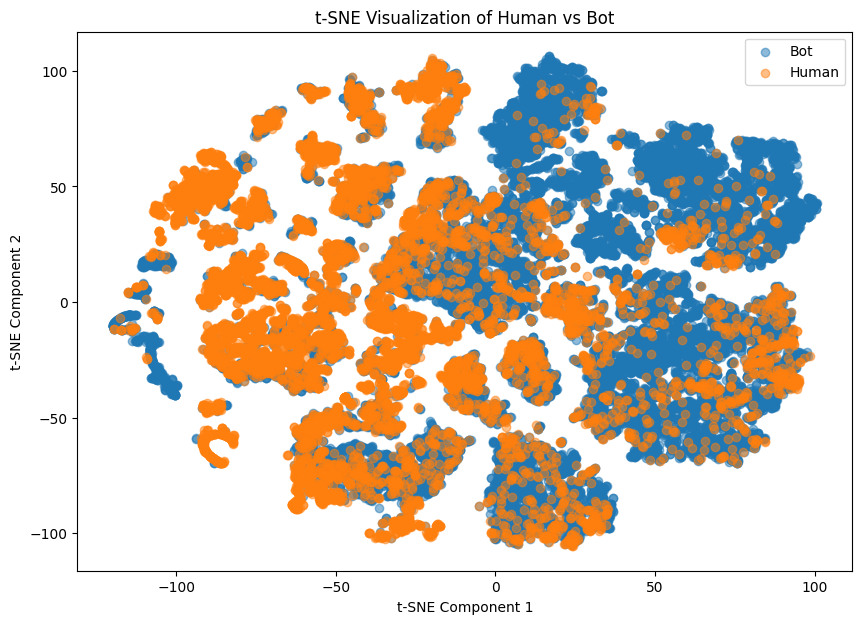 t-SNE Visualization of Human vs Bot
Bot
Human
t-SNE Component 2
100
50
0
−50
−100
−100
−50
0
50
100
t-SNE Component 1